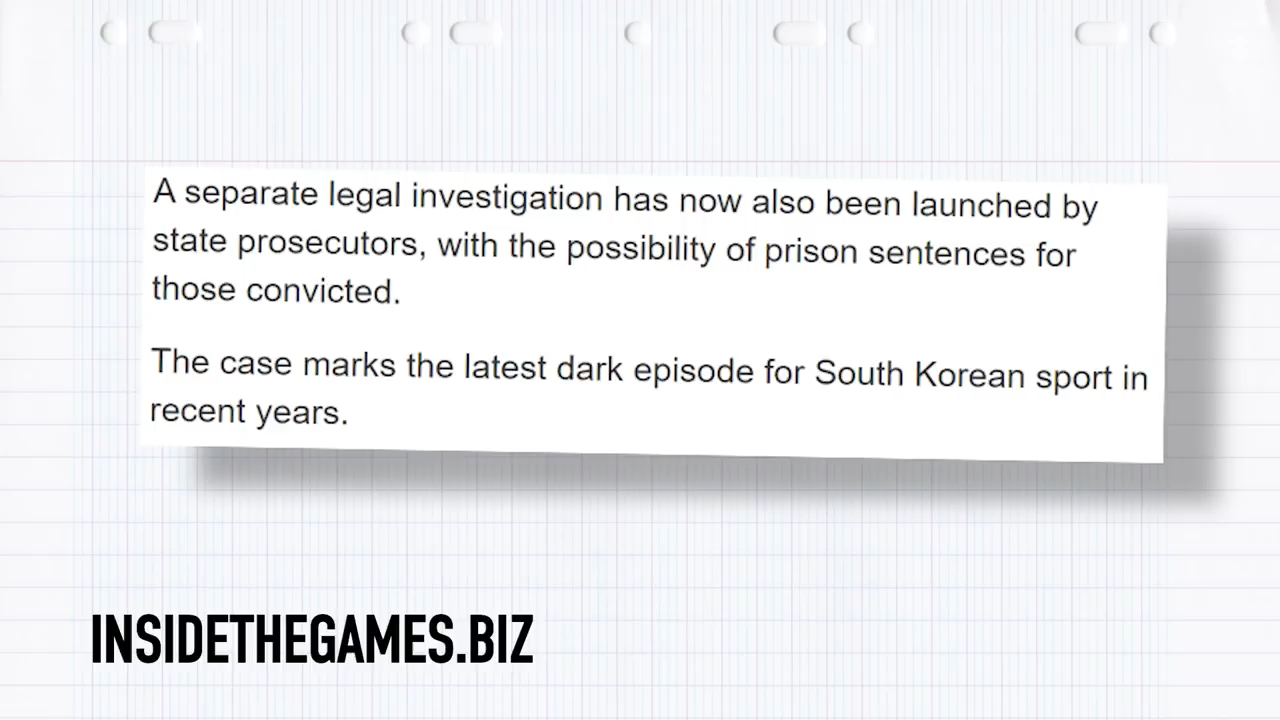 A separate legal investigation has now also been launched by
state prosecutors, with the possibility of prison sentences for
those convicted.
The case marks the latest dark episode for South Korean sport in
recent years.
INSIDETHEGAMES.BIZ